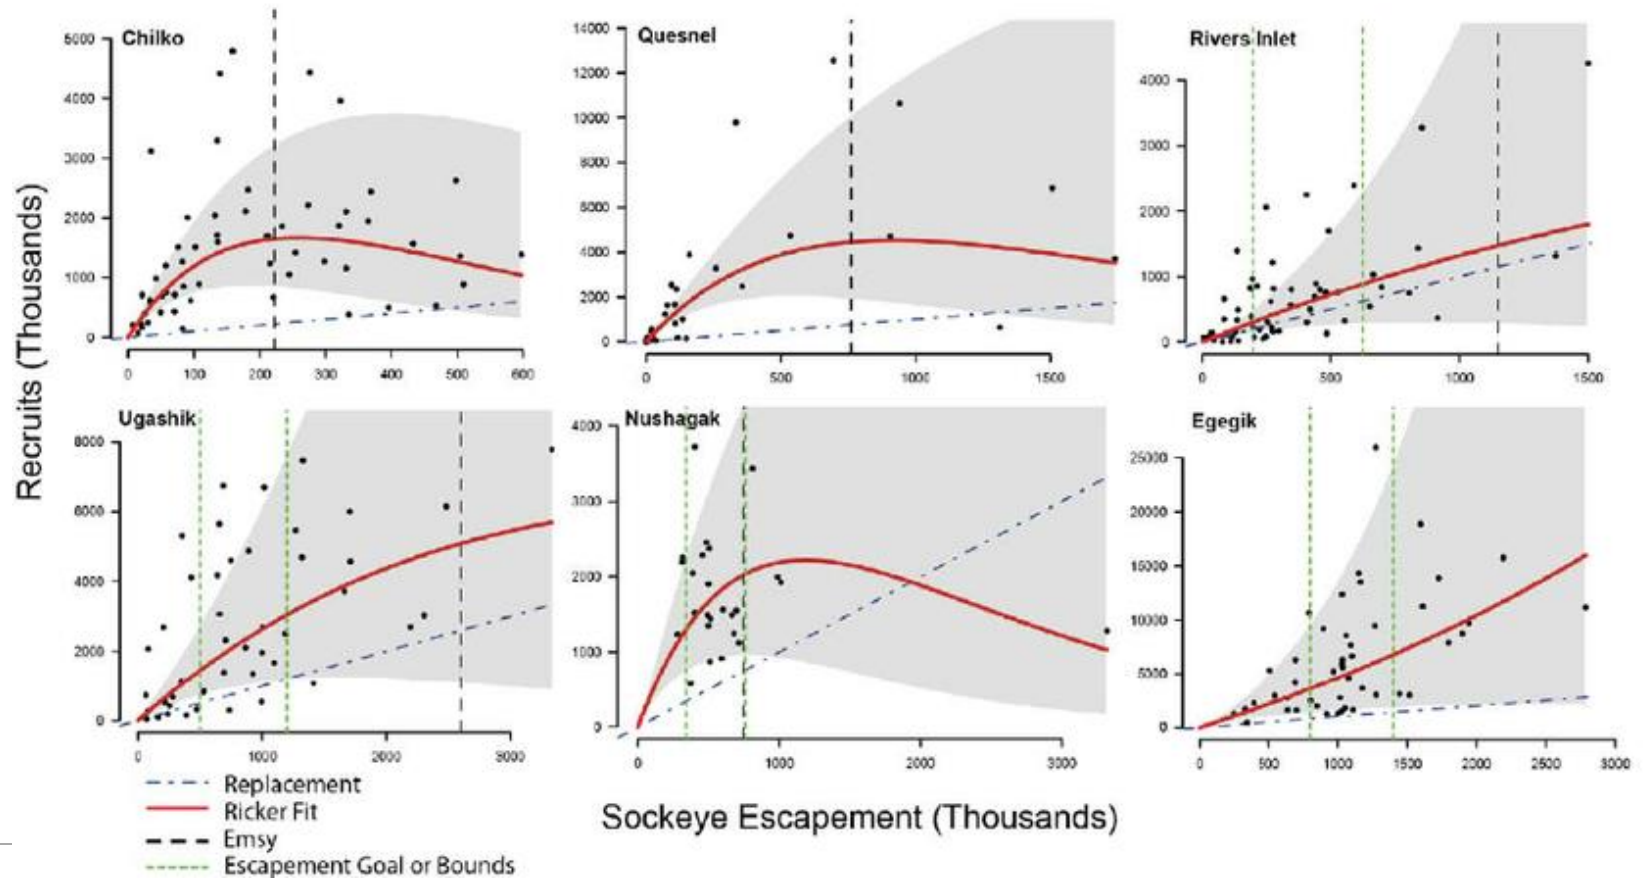 Recruits (Thousands)
Chilko
5000
4000
3000
2000
1000
0
0 100 200 300 400 500 600
Quesnel
14000
12000
10000
8000
6000
4000
2000
0
0 500 1000 1500
Rivers Inlet
4000
3000
2000
1000
0
0 500 1000 1500
Ugashik
8000
6000
4000
2000
0
0 1000 2000 3000
Nushagak
4000
3000
2000
1000
0
0 1000 2000 3000
Egegik
25000
20000
15000
10000
5000
0
0 500 1000 1500 2000 2500 3000
Replacement
Ricker Fit
Emsy
Escapement Goal or Bounds
Sockeye Escapement (Thousands)